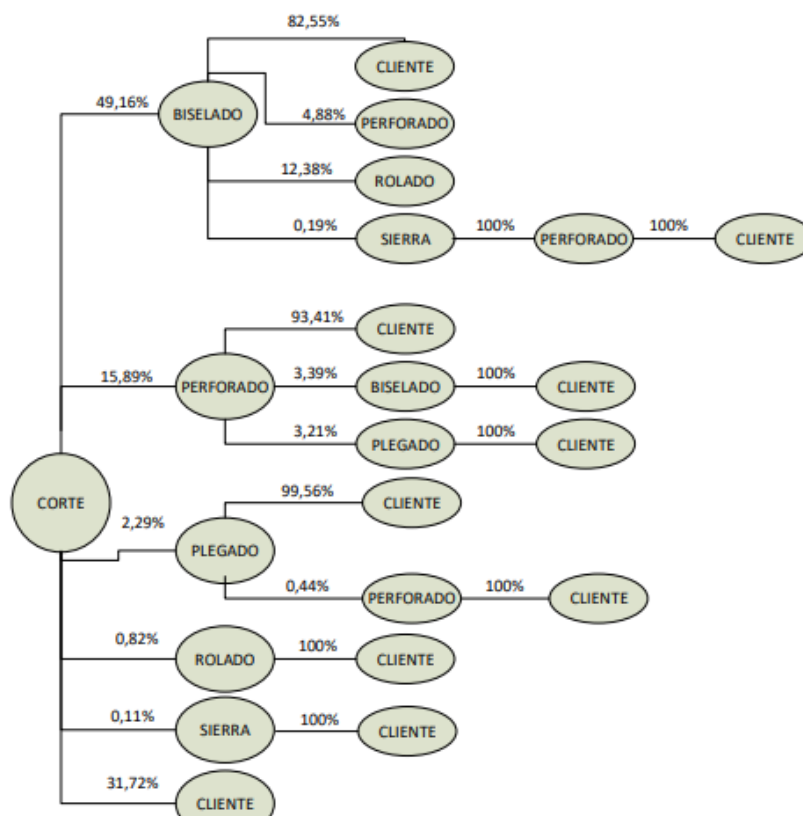 82,55%
CLIENTE
49,16%
BISELADO
4,88%
PERFORADO
12,38%
ROLADO
0,19%
SIERRA
100%
PERFORADO
100%
CLIENTE
93,41%
CLIENTE
15,89%
PERFORADO
3,39%
BISELADO
100%
CLIENTE
3,21%
PLEGADO
100%
CLIENTE
CORTE
99,56%
CLIENTE
2,29%
PLEGADO
0,44%
PERFORADO
100%
CLIENTE
0,82%
ROLADO
100%
CLIENTE
0,11%
SIERRA
100%
CLIENTE
31,72%
CLIENTE